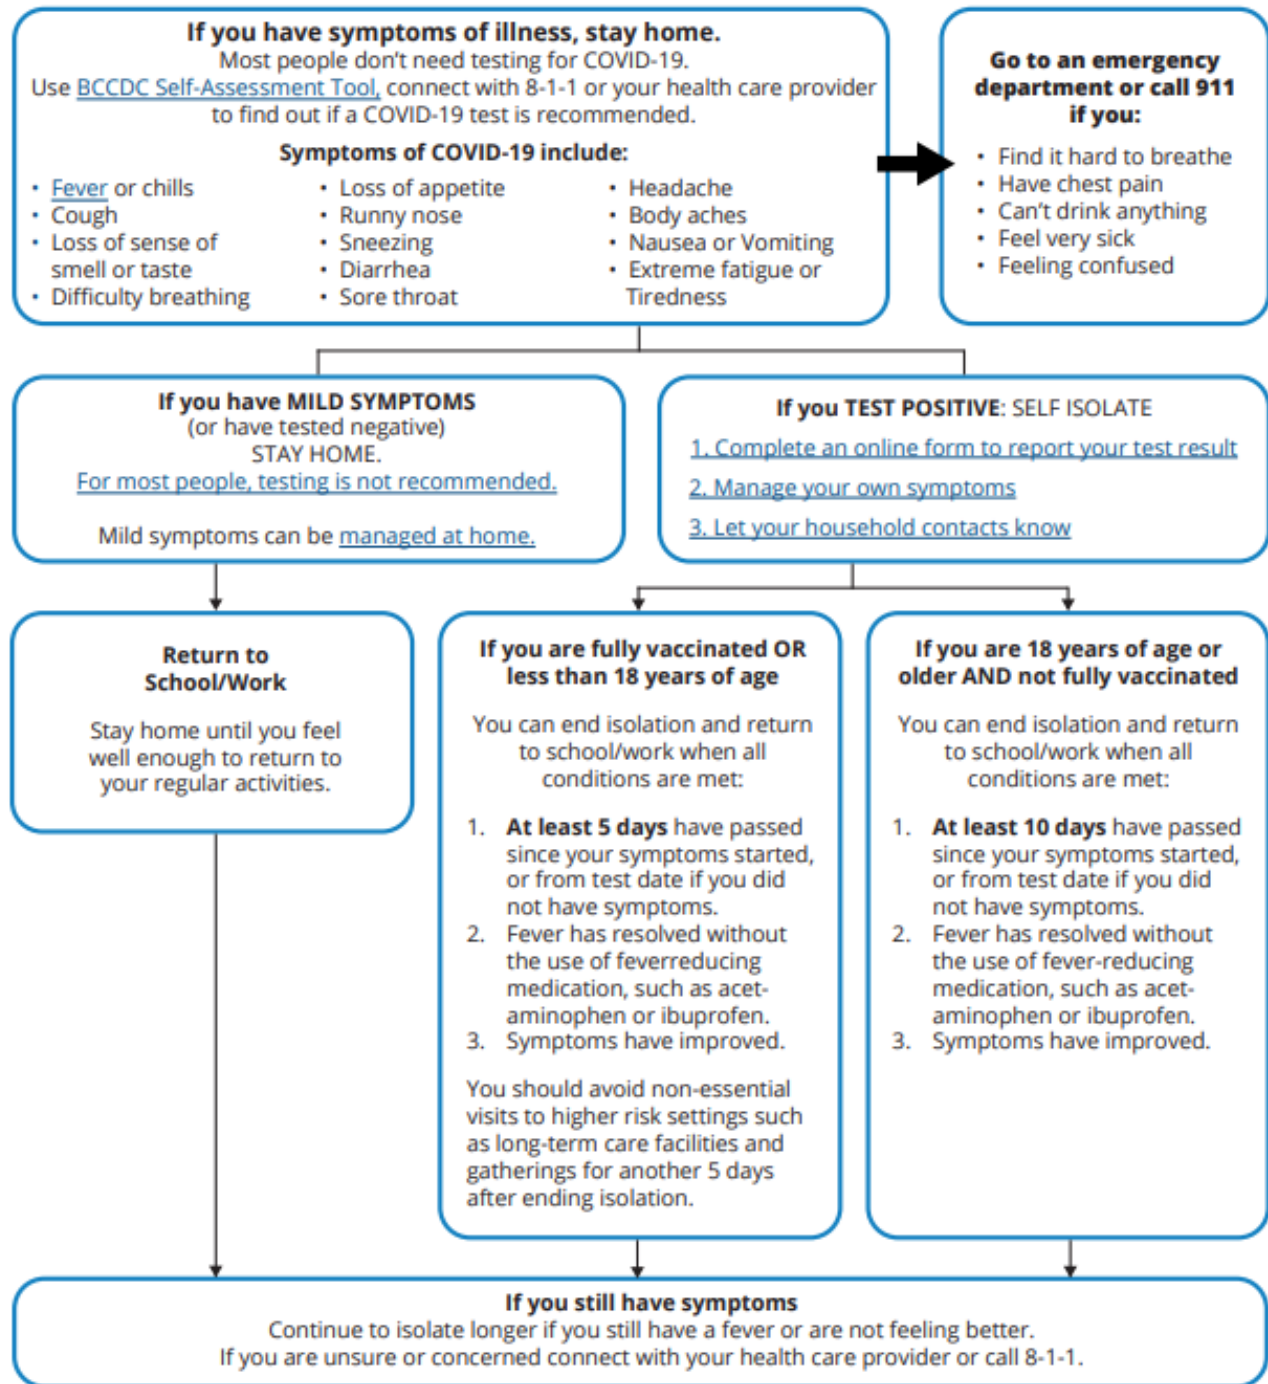 If you have symptoms of illness, stay home.
Most people don't need testing for COVID-19.
Use BCCDC Self-Assessment Tool, connect with 8-1-1 or your health care provider
to find out if a COVID-19 test is recommended.
Symptoms of COVID-19 include:
• Fever or chills
• Cough
• Loss of sense of
smell or taste
• Difficulty breathing
• Loss of appetite
• Runny nose
• Sneezing
• Diarrhea
• Sore throat
• Headache
• Body aches
• Nausea or Vomiting
• Extreme fatigue or
Tiredness
Go to an emergency
department or call 911
if you:
• Find it hard to breathe
• Have chest pain
• Can't drink anything
• Feel very sick
• Feeling confused
If you have MILD SYMPTOMS
(or have tested negative)
STAY HOME.
For most people, testing is not recommended.
Mild symptoms can be managed at home.
If you TEST POSITIVE: SELF ISOLATE
1. Complete an online form to report your test result
2. Manage your own symptoms
3. Let your household contacts know
Return to
School/Work
Stay home until you feel
well enough to return to
your regular activities.
If you are fully vaccinated OR
less than 18 years of age
You can end isolation and return
to school/work when all
conditions are met:
1. At least 5 days have passed
since your symptoms started,
or from test date if you did
not have symptoms.
2. Fever has resolved without
the use of feverreducing
medication, such as acet-
aminophen or ibuprofen.
3. Symptoms have improved.
You should avoid non-essential
visits to higher risk settings such
as long-term care facilities and
gatherings for another 5 days
after ending isolation.
If you are 18 years of age or
older AND not fully vaccinated
You can end isolation and return
to school/work when all
conditions are met:
1. At least 10 days have passed
since your symptoms started,
or from test date if you did
not have symptoms.
2. Fever has resolved without
the use of fever-reducing
medication, such as acet-
aminophen or ibuprofen.
3. Symptoms have improved.
If you still have symptoms
Continue to isolate longer if you still have a fever or are not feeling better.
If you are unsure or concerned connect with your health care provider or call 8-1-1.